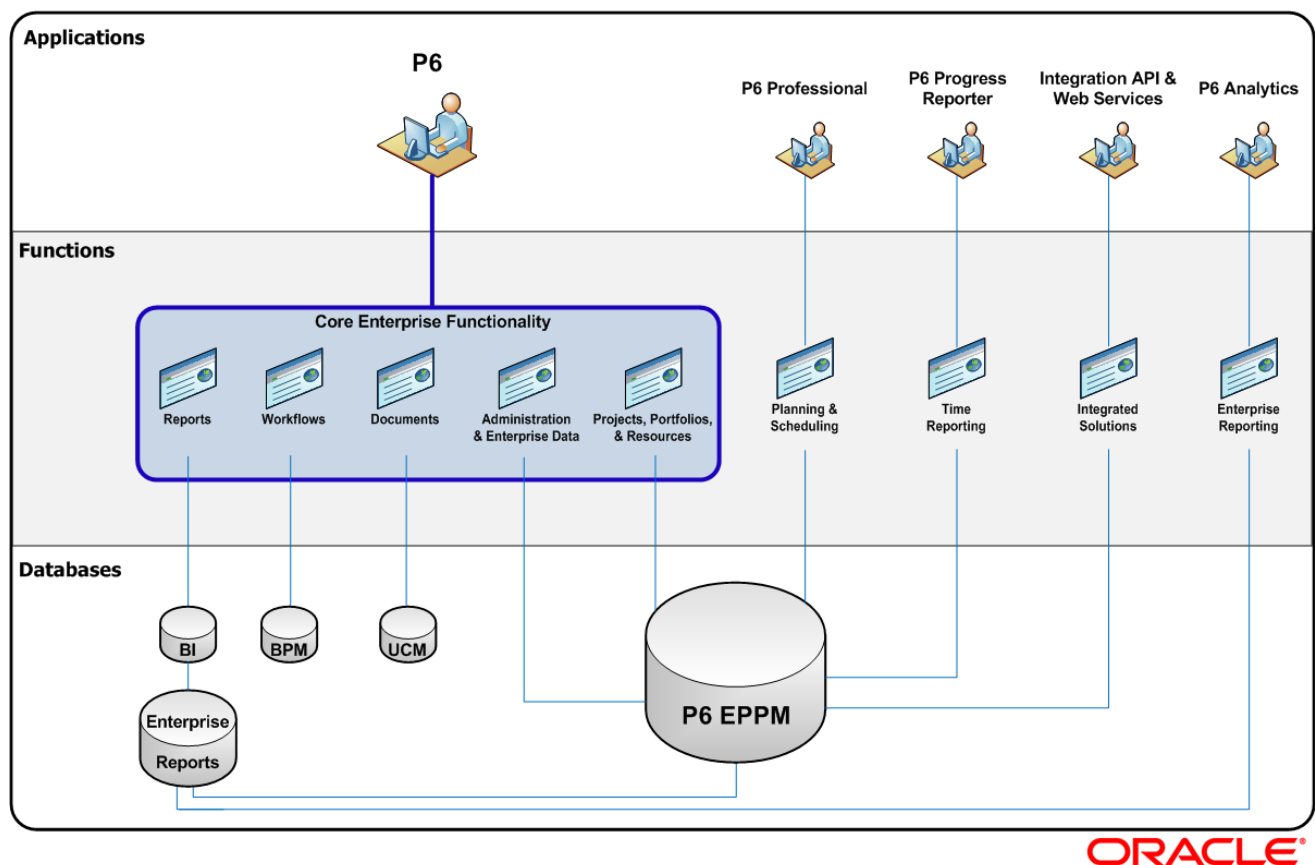 Applications
P6
P6 Professional
P6 Progress
Reporter
Integration API &
Web Services
P6 Analytics
Functions
Core Enterprise Functionality
Reports
Workflows
Documents
Administration
& Enterprise Data
Projects, Portfolios,
& Resources
Planning &
Scheduling
Time
Reporting
Integrated
Solutions
Enterprise
Reporting
Databases
BI
BPM
UCM
Enterprise
Reports
P6 EPPM
ORACLE®